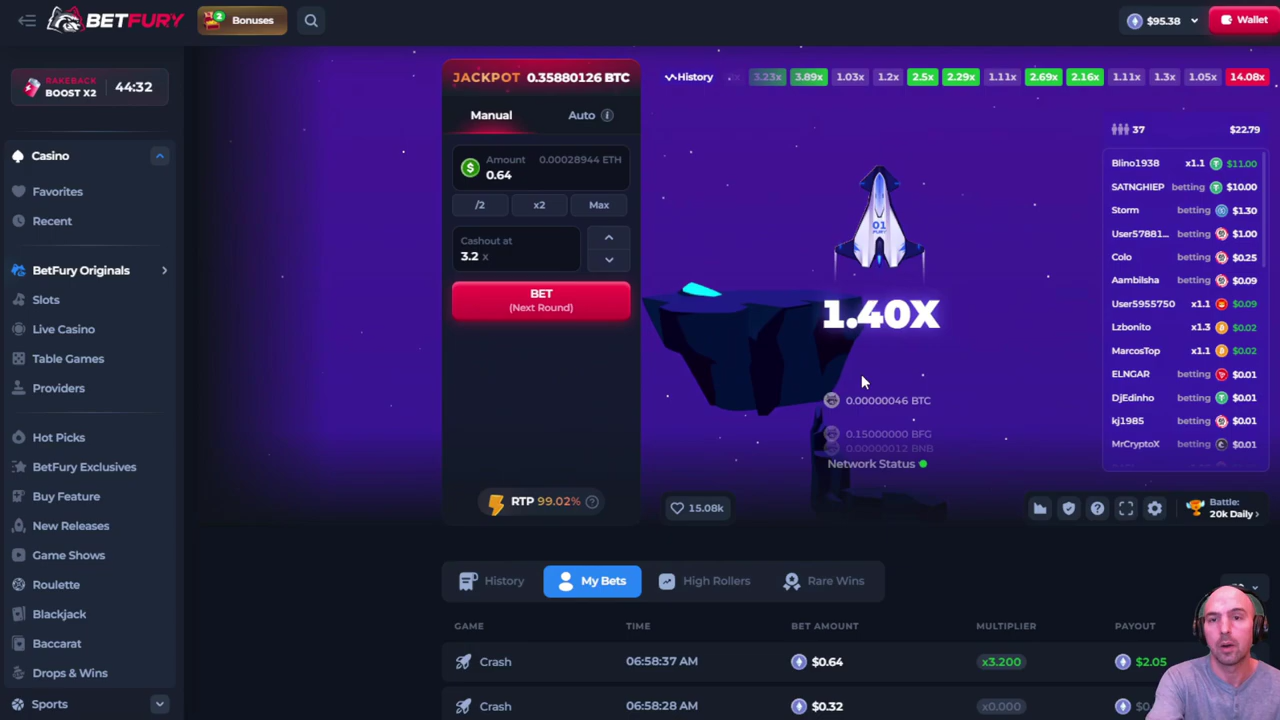 BETFURY
2
Bonuses
$95.38
Wallet
RAKEBACK
BOOST X2
44:32
Casino
Favorites
Recent
BetFury Originals
Slots
Live Casino
Table Games
Providers
Hot Picks
BetFury Exclusives
Buy Feature
New Releases
Game Shows
Roulette
Blackjack
Baccarat
Drops & Wins
Sports
JACKPOT 0.35880126 BTC
Manual
Auto
Amount 0.00028944 ETH
0.64
/2 x2 Max
Cashout at
3.2 x
BET
(Next Round)
RTP 99.02%
History
3.23x 3.89x 1.03x 1.2x 2.5x 2.29x 1.11x 2.69x 2.16x 1.11x 1.3x 1.05x 14.08x
01
FURY
1.40X
0.00000046 BTC
0.15000000 BFG
0.00000012 BNB
Network Status
15.08k
37 $22.79
Blino1938 x1.1 $11.00
SATNGHIEP betting $10.00
Storm betting $1.30
User57881... betting $1.00
Colo betting $0.25
Aambilsha betting $0.09
User5955750 x1.1 $0.09
Lzbonito x1.3 $0.02
MarcosTop x1.1 $0.02
ELNGAR betting $0.01
DjEdinho betting $0.01
kj1985 betting $0.01
MrCryptoX betting $0.01
Battle:
20k Daily
History
My Bets
High Rollers
Rare Wins
GAME TIME BET AMOUNT MULTIPLIER PAYOUT
Crash 06:58:37 AM $0.64 x3.200 $2.05
Crash 06:58:28 AM $0.32 x0.000